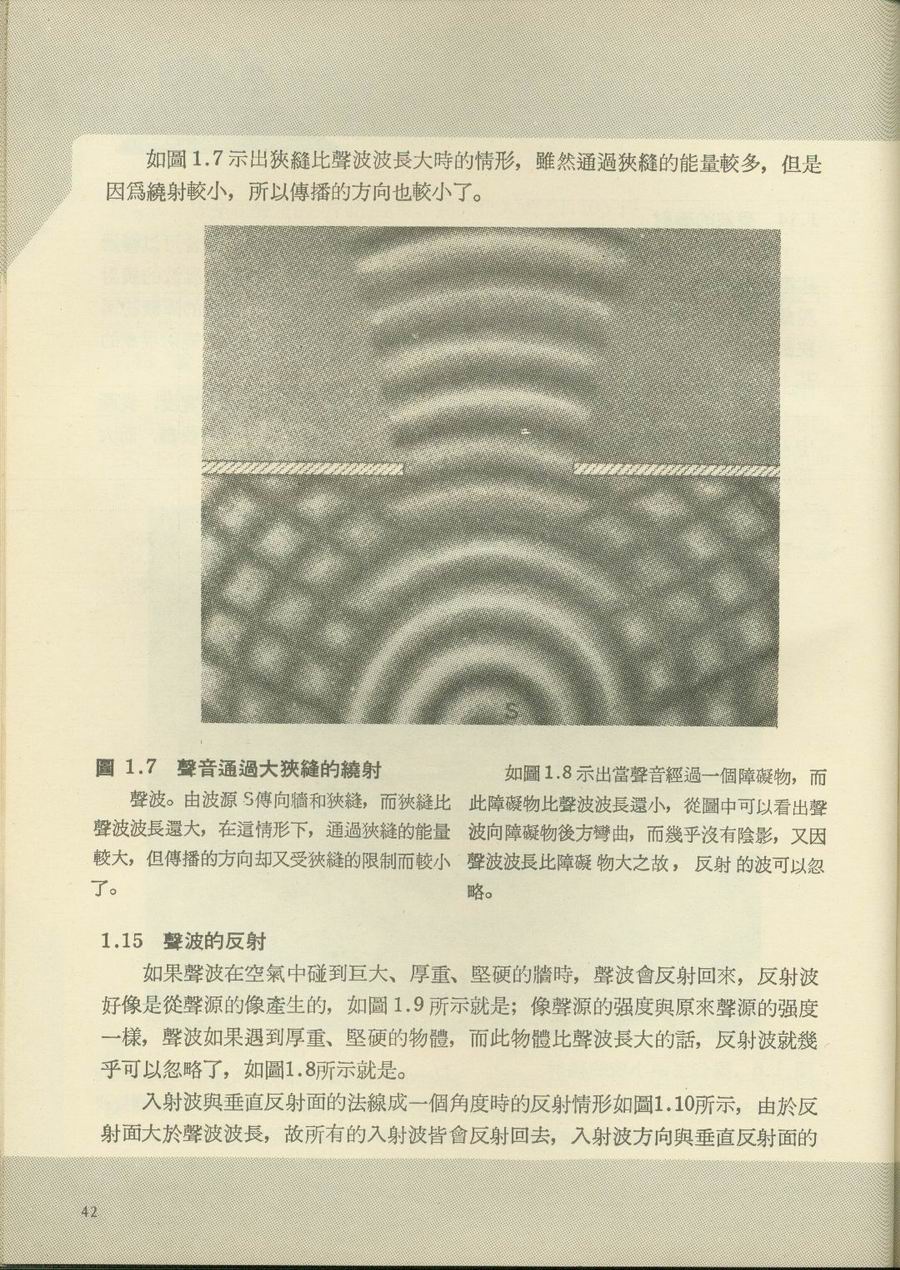 如圖 1.7 示出狹縫比聲波波長大時的情形，雖然通過狹縫的能量較多，但是
因爲繞射較小，所以傳播的方向也較小了。
S
圖 1.7　聲音通過大狹縫的繞射
聲波。由波源 S傳向牆和狹縫，而狹縫比
聲波波長還大，在這情形下，通過狹縫的能量
較大，但傳播的方向却又受狹縫的限制而較小
了。
如圖 1.8 示出當聲音經過一個障礙物，而
此障礙物比聲波波長還小，從圖中可以看出聲
波向障礙物後方彎曲，而幾乎沒有陰影，又因
聲波波長比障礙 物大之故， 反射 的波可以忽
略。
1.15　聲波的反射
如果聲波在空氣中碰到巨大、厚重、堅硬的牆時，聲波會反射回來，反射波
好像是從聲源的像產生的，如圖 1.9 所示就是；像聲源的强度與原來聲源的强度
一樣，聲波如果遇到厚重、堅硬的物體，而此物體比聲波長大的話，反射波就幾
乎可以忽略了，如圖1.8所示就是。
入射波與垂直反射面的法線成一個角度時的反射情形如圖1.10所示，由於反
射面大於聲波波長，故所有的入射波皆會反射回去，入射波方向與垂直反射面的
42